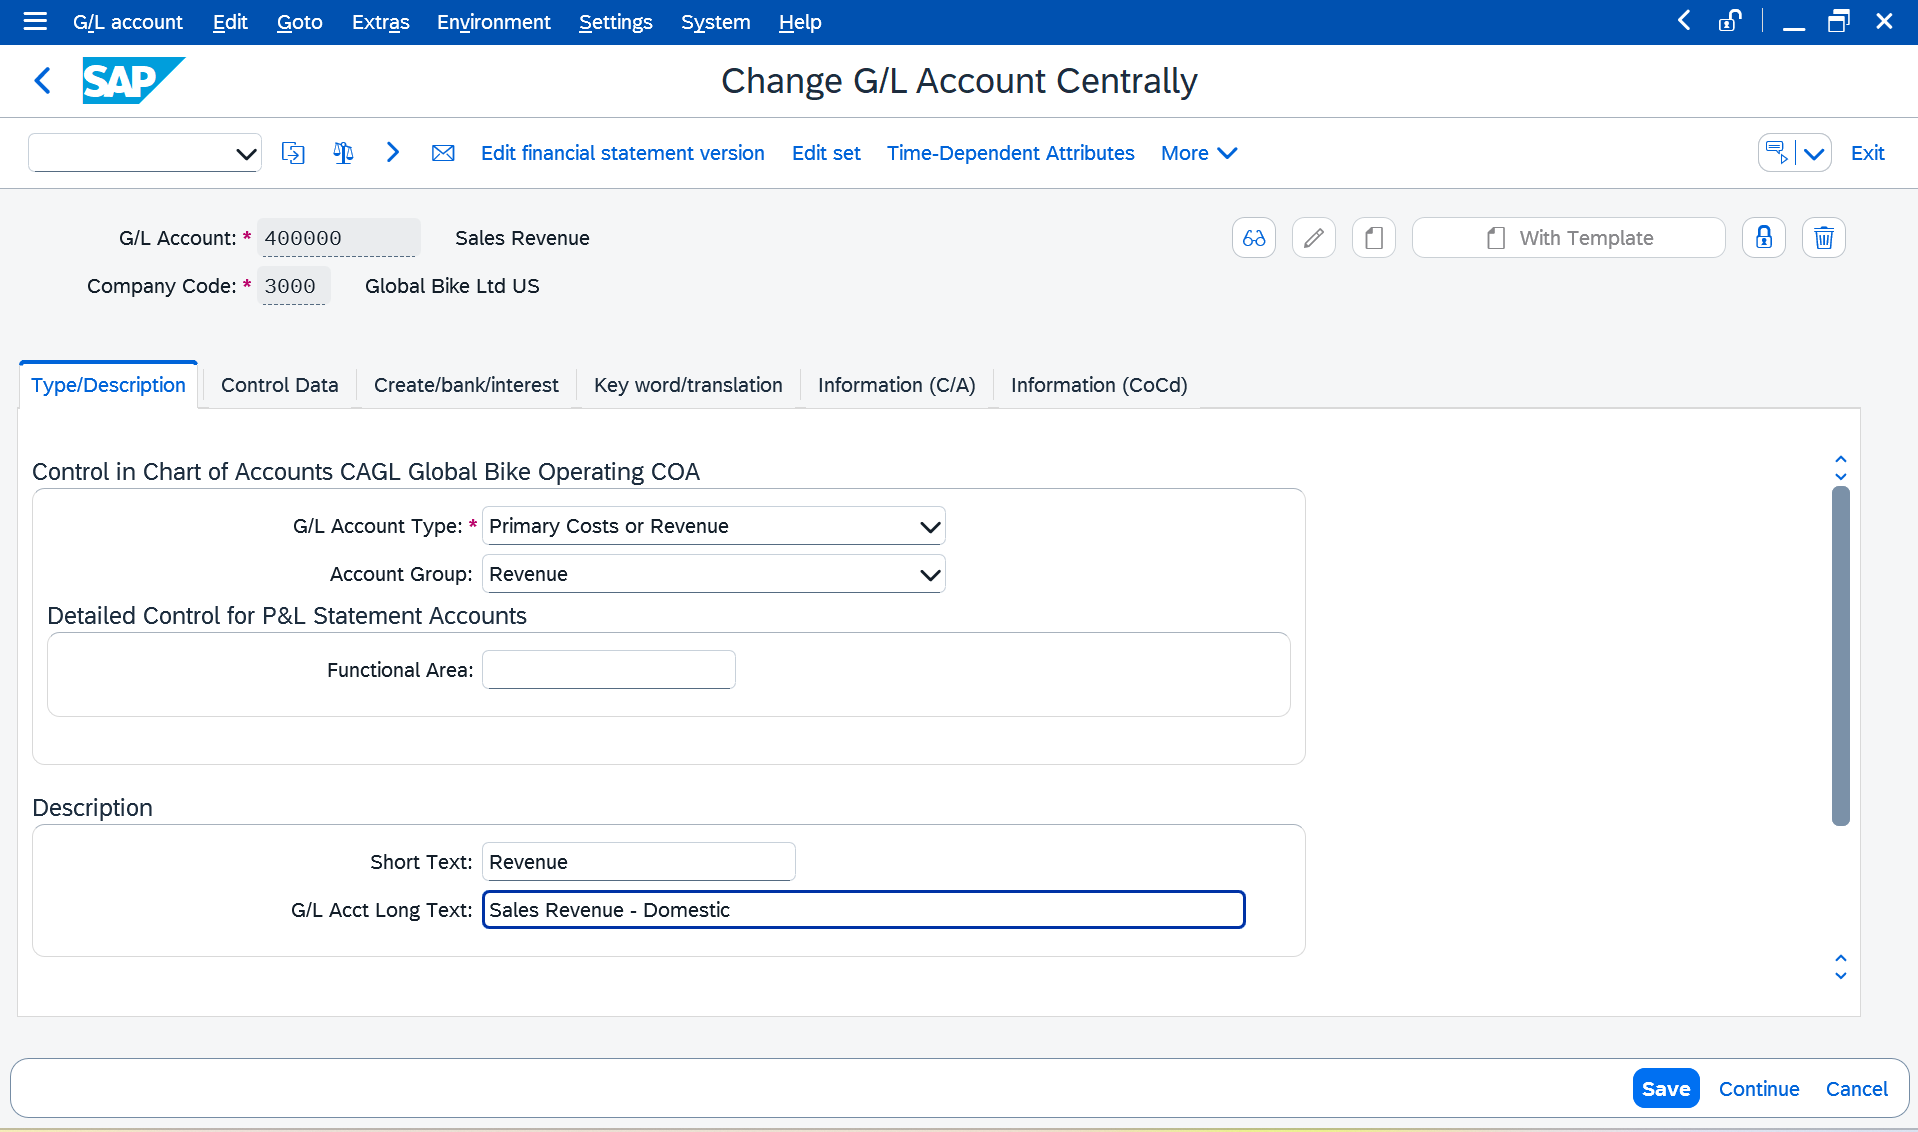 G/L account Edit Goto Extras Environment Settings System Help
SAP Change G/L Account Centrally
Edit financial statement version Edit set Time-Dependent Attributes More Exit
G/L Account: * 400000 Sales Revenue With Template
Company Code: * 3000 Global Bike Ltd US
Type/Description Control Data Create/bank/interest Key word/translation Information (C/A) Information (CoCd)
Control in Chart of Accounts CAGL Global Bike Operating COA
G/L Account Type: * Primary Costs or Revenue
Account Group: Revenue
Detailed Control for P&L Statement Accounts
Functional Area:
Description
Short Text: Revenue
G/L Acct Long Text: Sales Revenue - Domestic
Save Continue Cancel